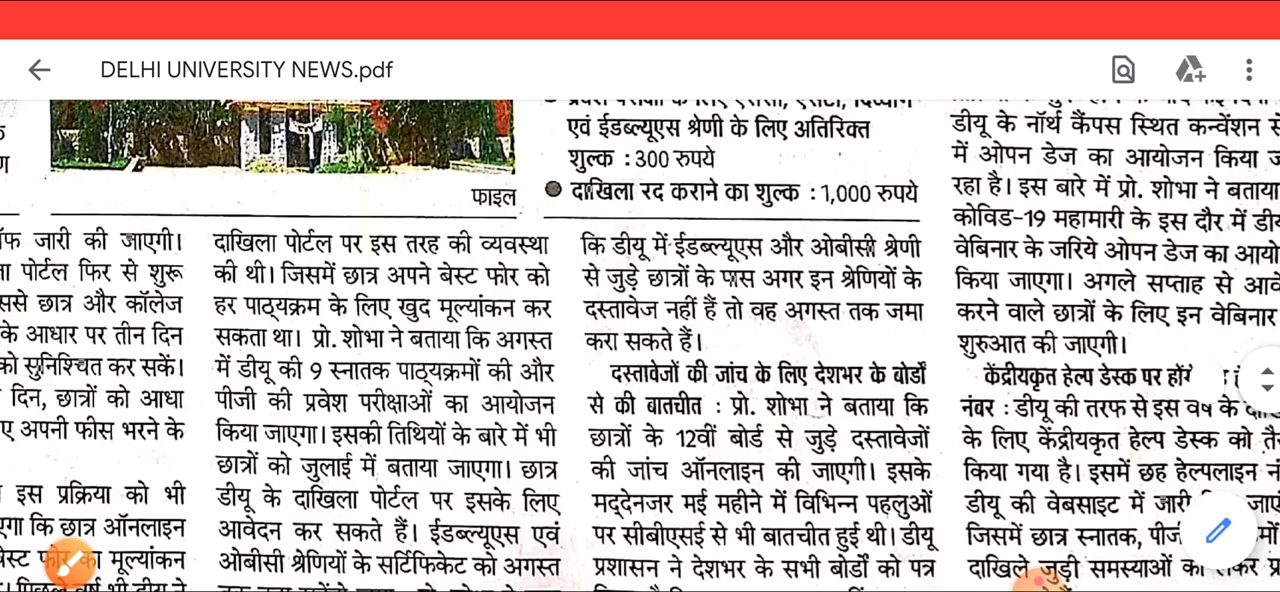 DELHI UNIVERSITY NEWS.pdf
एवं ईडब्ल्यूएस श्रेणी के लिए अतिरिक्त
शुल्क : 300 रुपये
दाखिला रद कराने का शुल्क : 1,000 रुपये
फाइल
जारी की जाएगी।
पोर्टल फिर से शुरू
छात्र और कॉलेज
के आधार पर तीन दिन
को सुनिश्चित कर सकें।
दिन, छात्रों को आधा
अपनी फीस भरने के
इस प्रक्रिया को भी
कि छात्र ऑनलाइन
का मूल्यांकन
दाखिला पोर्टल पर इस तरह की व्यवस्था
की थी। जिसमें छात्र अपने बेस्ट फोर को
हर पाठ्यक्रम के लिए खुद मूल्यांकन कर
सकता था। प्रो. शोभा ने बताया कि अगस्त
में डीयू की 9 स्नातक पाठ्यक्रमों की और
पीजी की प्रवेश परीक्षाओं का आयोजन
किया जाएगा। इसकी तिथियों के बारे में भी
छात्रों को जुलाई में बताया जाएगा। छात्र
डीयू के दाखिला पोर्टल पर इसके लिए
आवेदन कर सकते हैं। ईडब्ल्यूएस एवं
ओबीसी श्रेणियों के सर्टिफिकेट को अगस्त
कि डीयू में ईडब्ल्यूएस और ओबीसी श्रेणी
से जुड़े छात्रों के पास अगर इन श्रेणियों के
दस्तावेज नहीं हैं तो वह अगस्त तक जमा
करा सकते हैं।
दस्तावेजों की जांच के लिए देशभर के बोर्डों
से की बातचीत : प्रो. शोभा ने बताया कि
छात्रों के 12वीं बोर्ड से जुड़े दस्तावेजों
की जांच ऑनलाइन की जाएगी। इसके
मद्देनजर मई महीने में विभिन्न पहलुओं
पर सीबीएसई से भी बातचीत हुई थी। डीयू
प्रशासन ने देशभर के सभी बोर्डों को पत्र
डीयू के नॉर्थ कैंपस स्थित कन्वेंशन
में ओपन डेज का आयोजन किया
रहा है। इस बारे में प्रो. शोभा ने बताया
कोविड-19 महामारी के इस दौर में
वेबिनार के जरिये ओपन डेज का
किया जाएगा। अगले सप्ताह से
करने वाले छात्रों के लिए इन वेबिनार
शुरुआत की जाएगी।
केंद्रीयकृत हेल्प डेस्क पर
नंबर : डीयू की तरफ से इस वर्ष के
के लिए केंद्रीयकृत हेल्प डेस्क को
किया गया है। इसमें छह हेल्पलाइन
डीयू की वेबसाइट में जारी
जिसमें छात्र स्नातक,
दाखिले जुड़ी समस्याओं